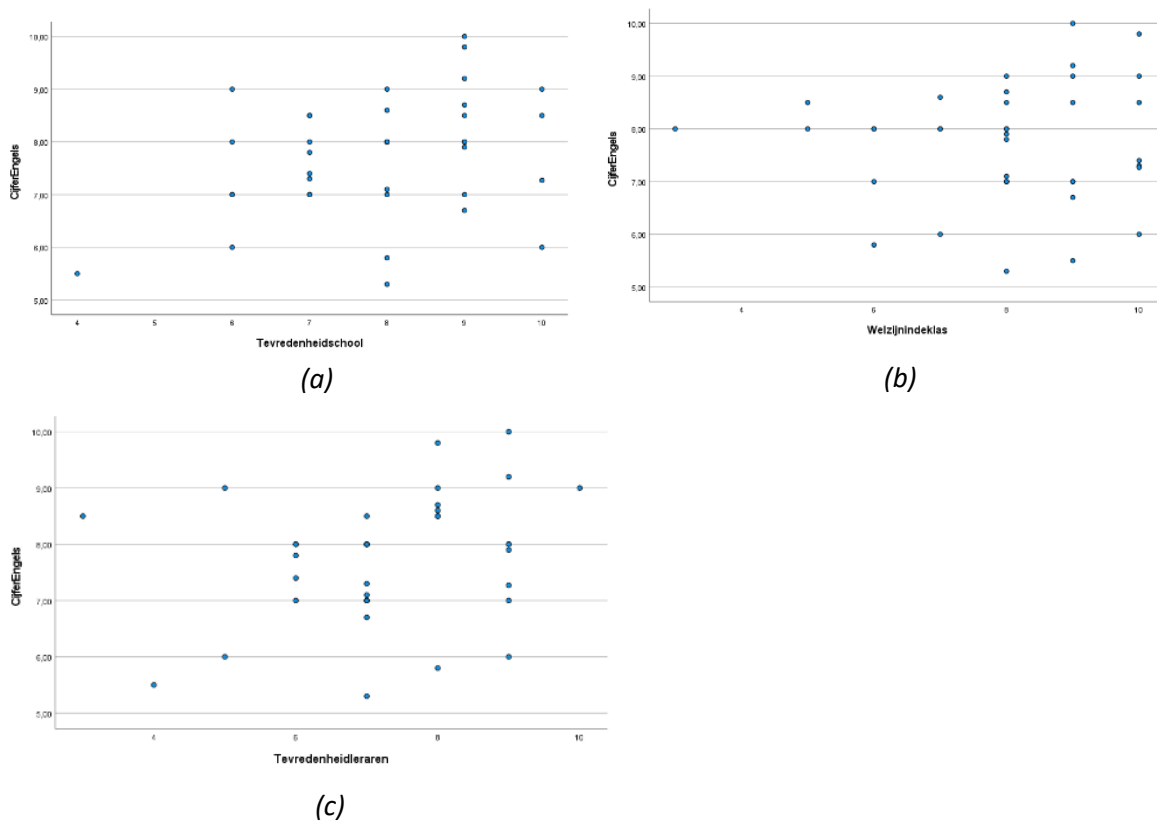 10,00
9,00
8,00
7,00
6,00
5,00
CijferEngels
4 5 6 7 8 9 10
Tevredenheidschool
(a)
10,00
9,00
8,00
7,00
6,00
5,00
CijferEngels
4 6 8 10
Welzijnindeklas
(b)
10,00
9,00
8,00
7,00
6,00
5,00
CijferEngels
4 6 8 10
Tevredenheidleraren
(c)